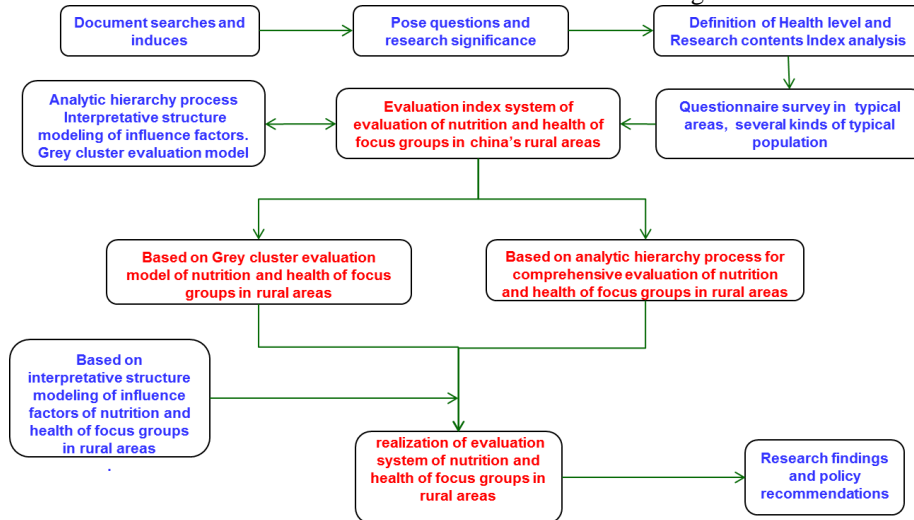 Document searches and
induces
Pose questions and
research significance
Definition of Health level and
Research contents Index analysis
Analytic hierarchy process
Interpretative structure
modeling of influence factors.
Grey cluster evaluation model
Evaluation index system of
evaluation of nutrition and health of
focus groups in china's rural areas
Questionnaire survey in typical
areas, several kinds of typical
population
Based on Grey cluster evaluation
model of nutrition and health of focus
groups in rural areas
Based on analytic hierarchy process for
comprehensive evaluation of nutrition
and health of focus groups in rural areas
Based on
interpretative structure
modeling of influence
factors of nutrition and
health of focus groups
in rural areas
.
realization of evaluation
system of nutrition and
health of focus groups in
rural areas
Research findings
and policy
recommendations